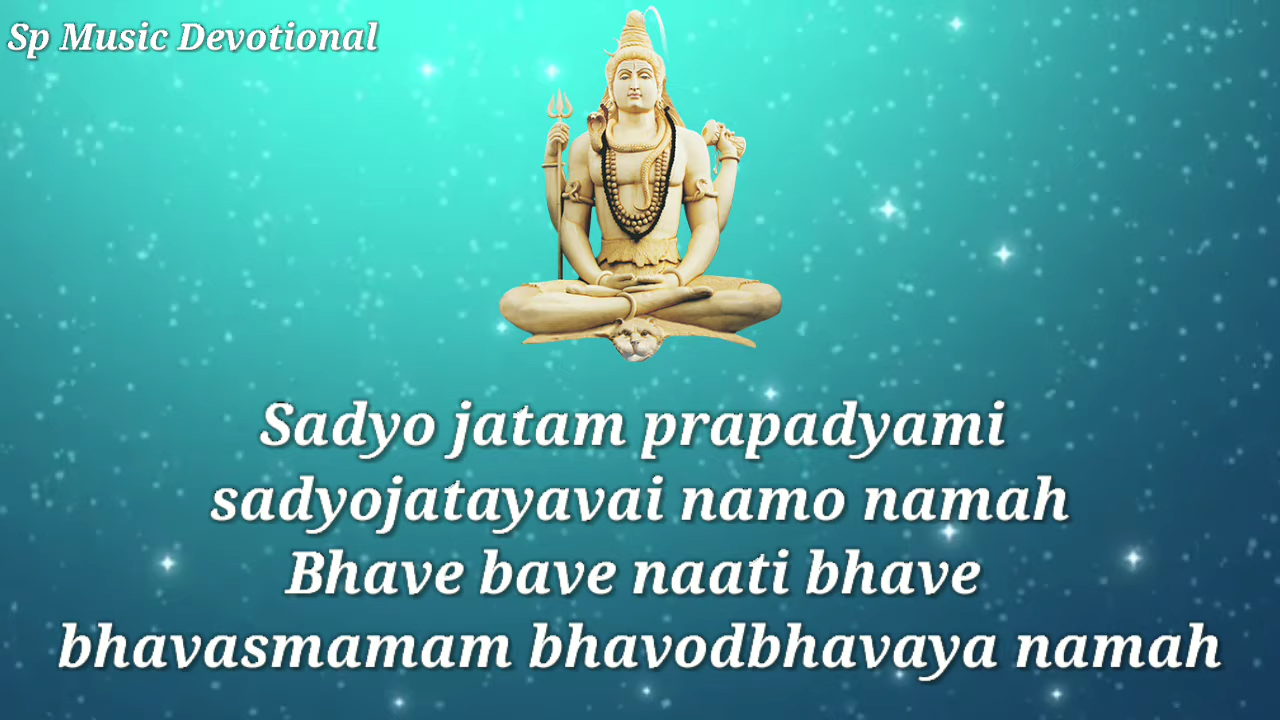 Sp Music Devotional
Sadyo jatam prapadyami
sadyojatayavai namo namah
Bhave bave naati bhave
bhavasmamam bhavodbhavaya namah